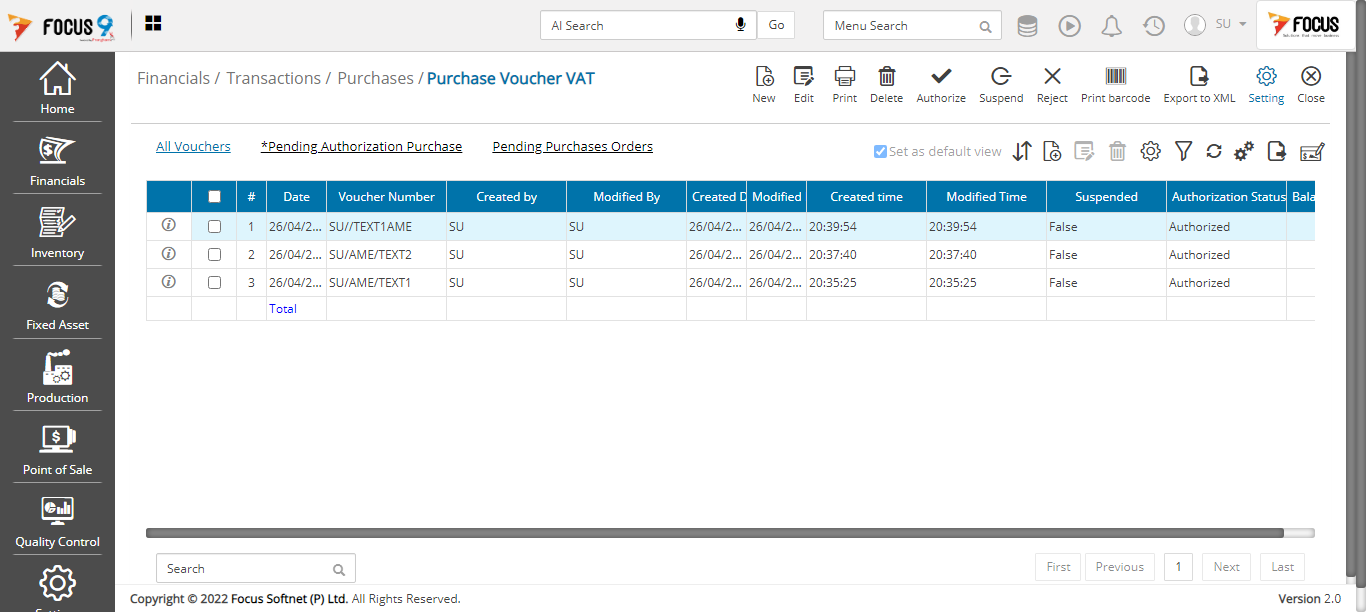 FOCUS 9
AI Search
Go
Menu Search
SU
FOCUS
Home
Financials
Inventory
Fixed Asset
Production
Point of Sale
Quality Control
Financials / Transactions / Purchases / Purchase Voucher VAT
New Edit Print Delete Authorize Suspend Reject Print barcode Export to XML Setting Close
All Vouchers *Pending Authorization Purchase Pending Purchases Orders Set as default view
# Date Voucher Number Created by Modified By Created D Modified Created time Modified Time Suspended Authorization Status Bala
1 26/04/2... SU//TEXT1AME SU SU 26/04/2... 26/04/2... 20:39:54 20:39:54 False Authorized
2 26/04/2... SU/AME/TEXT2 SU SU 26/04/2... 26/04/2... 20:37:40 20:37:40 False Authorized
3 26/04/2... SU/AME/TEXT1 SU SU 26/04/2... 26/04/2... 20:35:25 20:35:25 False Authorized
Total
Search
First Previous 1 Next Last
Copyright © 2022 Focus Softnet (P) Ltd. All Rights Reserved.
Version 2.0